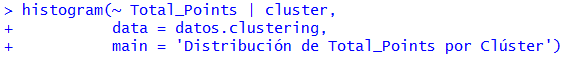 > histogram(~ Total_Points | cluster,
+           data = datos.clustering,
+           main = 'Distribución de Total_Points por Clúster')